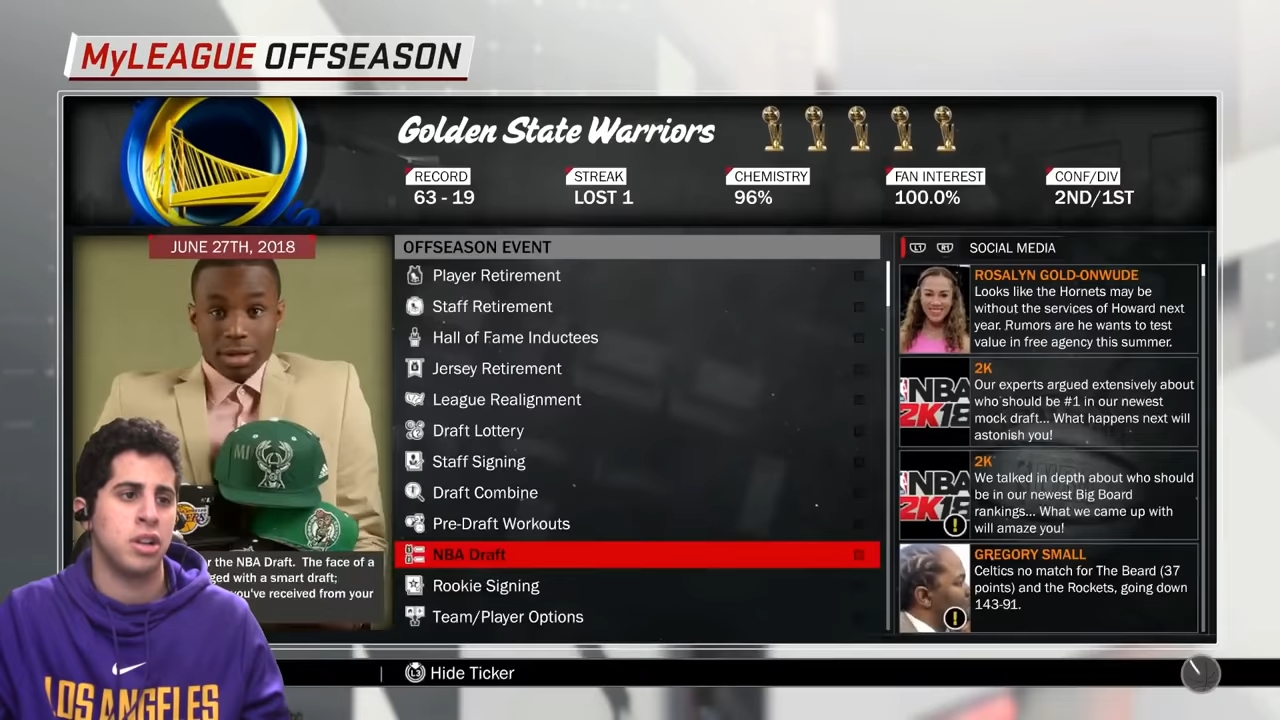 MyLEAGUE OFFSEASON
Golden State Warriors
RECORD
63 - 19
STREAK
LOST 1
CHEMISTRY
96%
FAN INTEREST
100.0%
CONF/DIV
2ND/1ST
JUNE 27TH, 2018
r the NBA Draft. The face of a
ged with a smart draft;
you've received from your
LOS ANGELES
OFFSEASON EVENT
Player Retirement
Staff Retirement
Hall of Fame Inductees
Jersey Retirement
League Realignment
Draft Lottery
Staff Signing
Draft Combine
Pre-Draft Workouts
NBA Draft
Rookie Signing
Team/Player Options
L1 R1 SOCIAL MEDIA
ROSALYN GOLD-ONWUDE
Looks like the Hornets may be
without the services of Howard next
year. Rumors are he wants to test
value in free agency this summer.
NBA
2K18
2K
Our experts argued extensively about
who should be #1 in our newest
mock draft... What happens next will
astonish you!
NBA
2K18
2K
We talked in depth about who should
be in our newest Big Board
rankings... What we came up with
will amaze you!
GREGORY SMALL
Celtics no match for The Beard (37
points) and the Rockets, going down
143-91.
L3 Hide Ticker